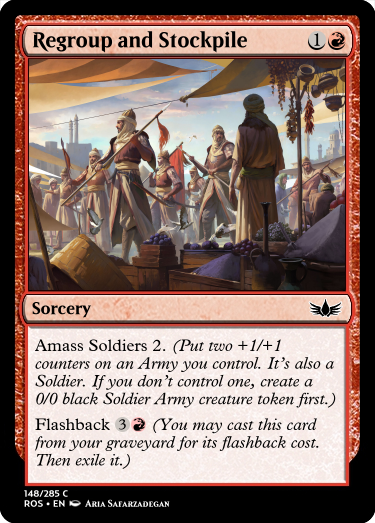 Regroup and Stockpile 1
Sorcery
Amass Soldiers 2. (Put two +1/+1
counters on an Army you control. It's also a
Soldier. If you don't control one, create a
0/0 black Soldier Army creature token first.)
Flashback 3 (You may cast this card
from your graveyard for its flashback cost.
Then exile it.)
148/285 C
ROS • EN Aria Safarzadegan